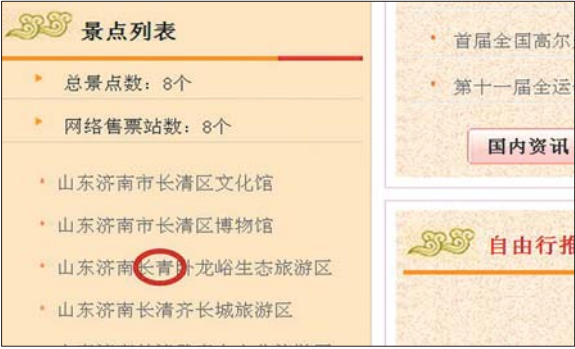 景点列表
总景点数：8个
网络售票站数：8个
山东济南市长清区文化馆
山东济南市长清区博物馆
山东济南长青卧龙峪生态旅游区
山东济南长清齐长城旅游区
首届全国高尔
第十一届全运
国内资讯
自由行推